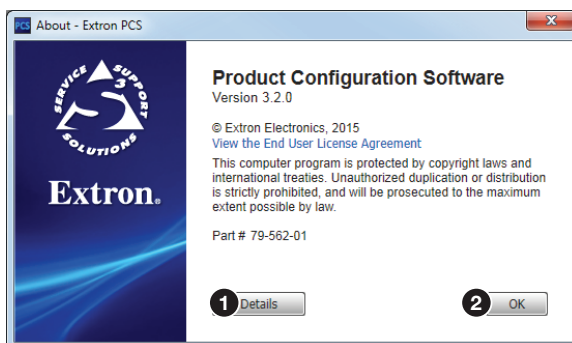 PCS About - Extron PCS
X
SERVICE SUPPORT SOLUTIONS
S3
Extron®
Product Configuration Software
Version 3.2.0
© Extron Electronics, 2015
View the End User License Agreement
This computer program is protected by copyright laws and
international treaties. Unauthorized duplication or distribution
is strictly prohibited, and will be prosecuted to the maximum
extent possible by law.
Part # 79-562-01
1 Details
2 OK